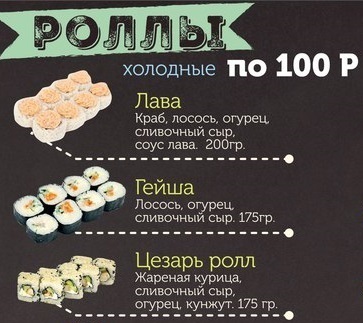 РОЛЛЫ
холодные по 100 Р
Лава
Краб, лосось, огурец,
сливочный сыр,
соус лава. 200гр.
Гейша
Лосось, огурец,
сливочный сыр. 175гр.
Цезарь ролл
Жареная курица,
сливочный сыр,
огурец, кунжут. 175 гр.